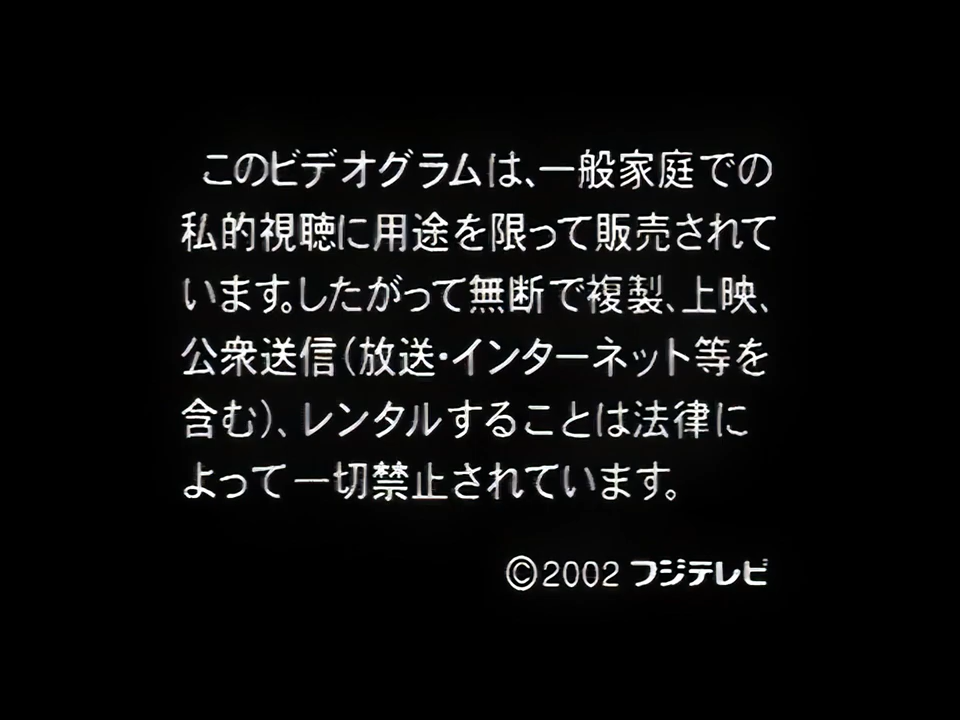 このビデオグラムは、一般家庭での
私的視聴に用途を限って販売されて
います。したがって無断で複製、上映、
公衆送信(放送・インターネット等を
含む)、レンタルすることは法律に
よって一切禁止されています。
©2002 フジテレビ